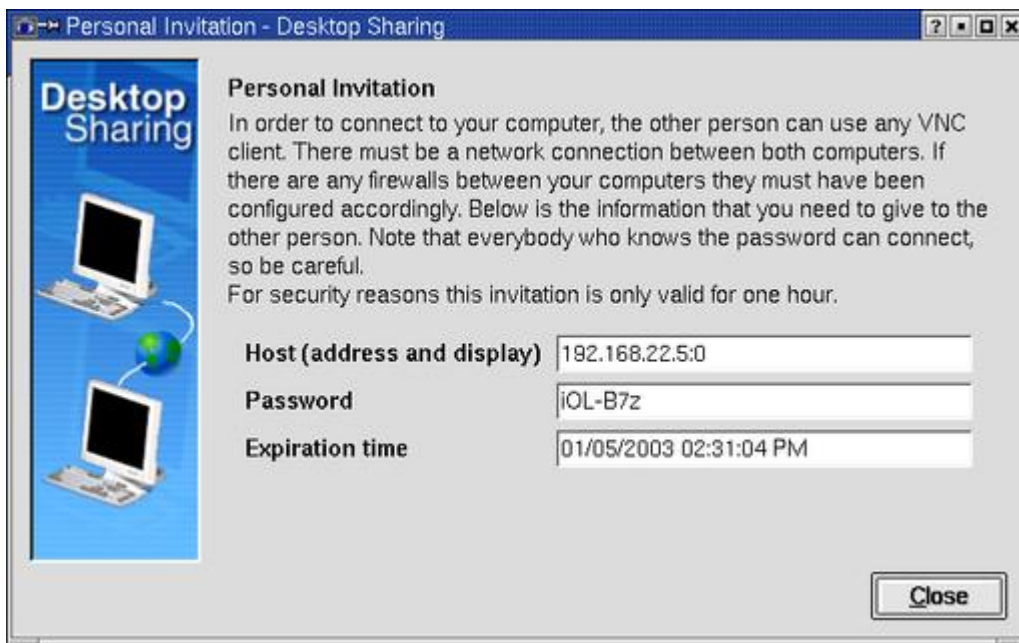 Personal Invitation - Desktop Sharing
Desktop
Sharing
Personal Invitation
In order to connect to your computer, the other person can use any VNC
client. There must be a network connection between both computers. If
there are any firewalls between your computers they must have been
configured accordingly. Below is the information that you need to give to the
other person. Note that everybody who knows the password can connect,
so be careful.
For security reasons this invitation is only valid for one hour.
Host (address and display) 192.168.22.5:0
Password iOL-B7z
Expiration time 01/05/2003 02:31:04 PM
Close